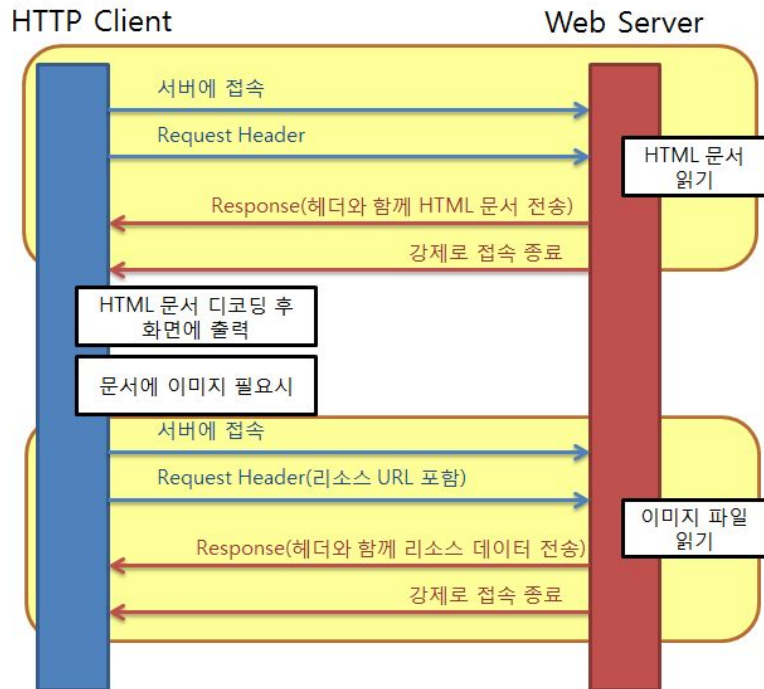 HTTP Client
Web Server
서버에 접속
Request Header
HTML 문서
읽기
Response(헤더와 함께 HTML 문서 전송)
강제로 접속 종료
HTML 문서 디코딩 후
화면에 출력
문서에 이미지 필요시
서버에 접속
Request Header(리소스 URL 포함)
이미지 파일
읽기
Response(헤더와 함께 리소스 데이터 전송)
강제로 접속 종료